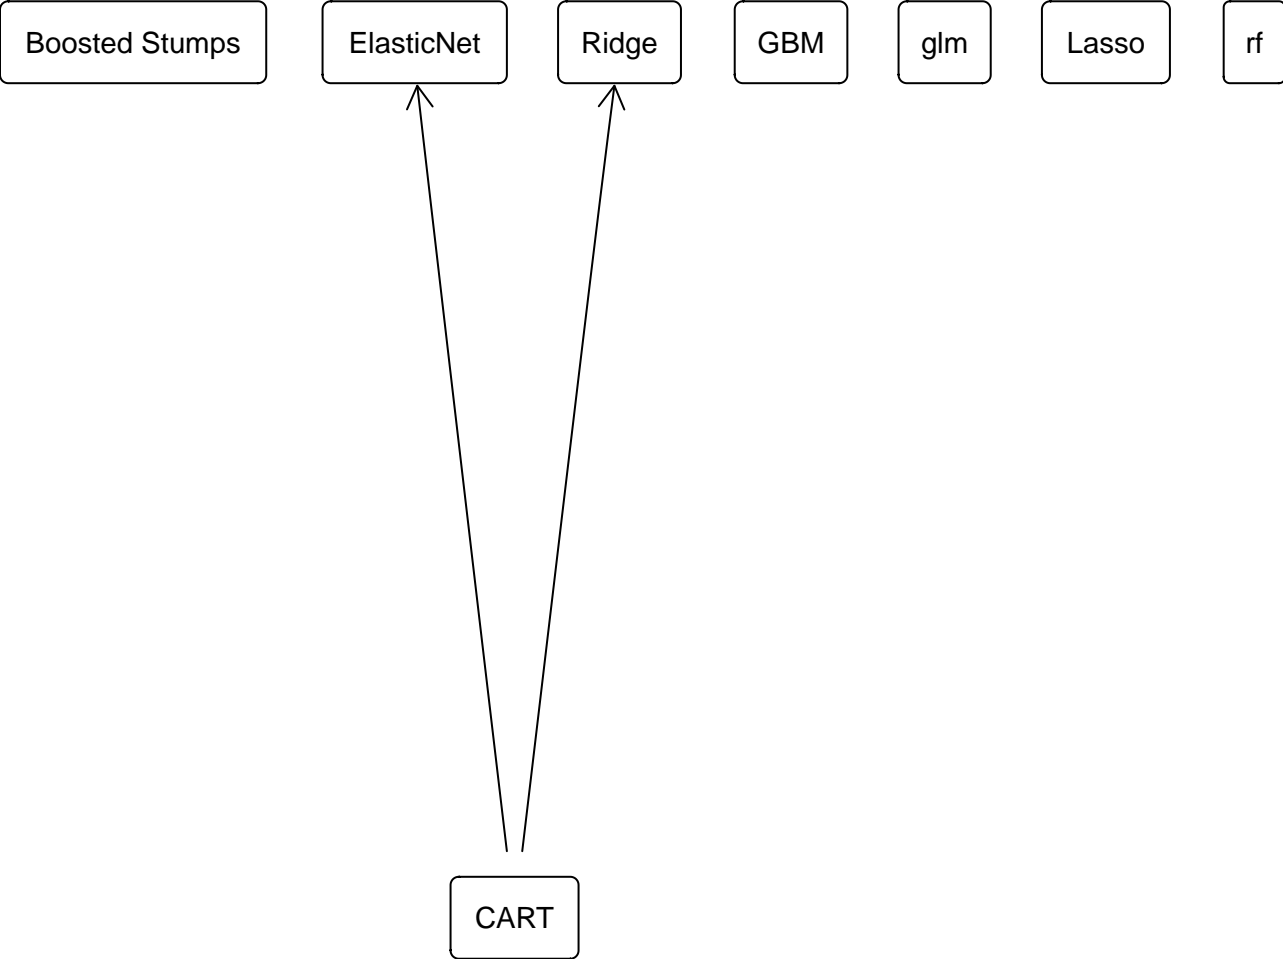 Boosted Stumps
ElasticNet
Ridge
GBM
glm
Lasso
rf
CART